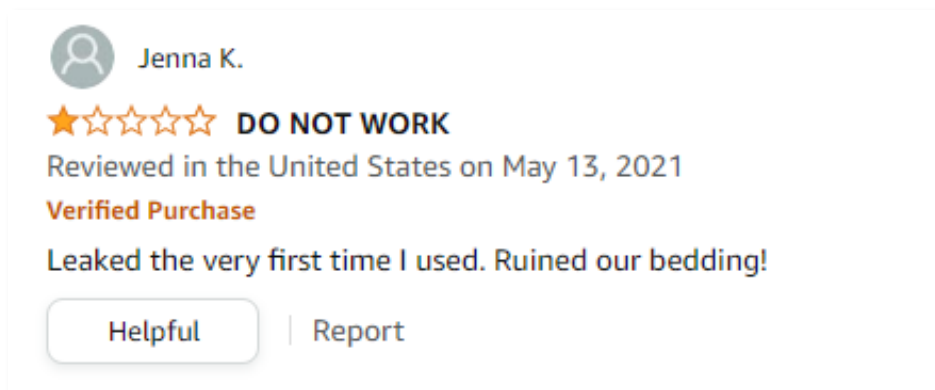 Jenna K.
DO NOT WORK
Reviewed in the United States on May 13, 2021
Verified Purchase
Leaked the very first time I used. Ruined our bedding!
Helpful | Report